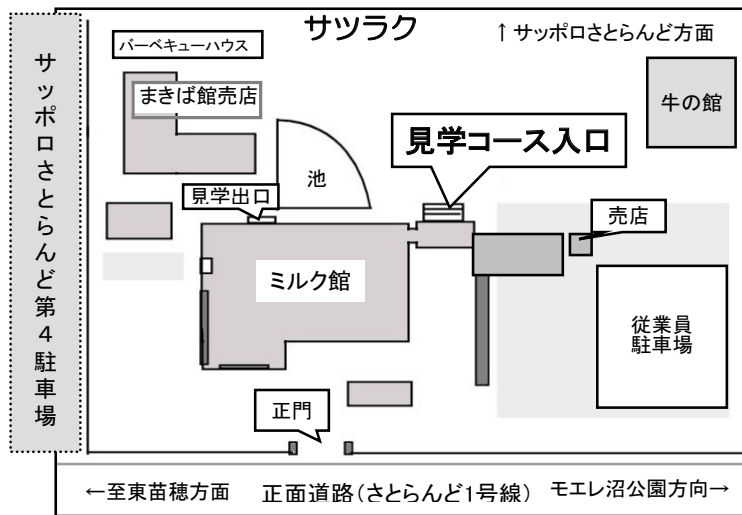 サツラク
↑サッポロさとらんど方面
バーベキューハウス
まきば館売店
牛の館
見学コース入口
池
見学出口
売店
ミルク館
従業員
駐車場
正門
サッポロさとらんど第4駐車場
←至東苗穂方面
正面道路(さとらんど1号線)
モエレ沼公園方向→